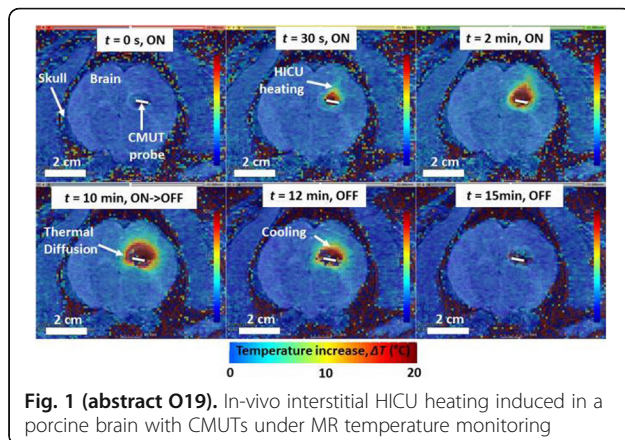 t = 0 s, ON
t = 30 s, ON
t = 2 min, ON
Skull
Brain
CMUT
probe
HICU
heating
2 cm
2 cm
2 cm
t = 10 min, ON->OFF
t = 12 min, OFF
t = 15min, OFF
Thermal
Diffusion
Cooling
2 cm
2 cm
2 cm
Temperature increase, ΔT (°C)
0
10
20
Fig. 1 (abstract O19). In-vivo interstitial HICU heating induced in a
porcine brain with CMUTs under MR temperature monitoring